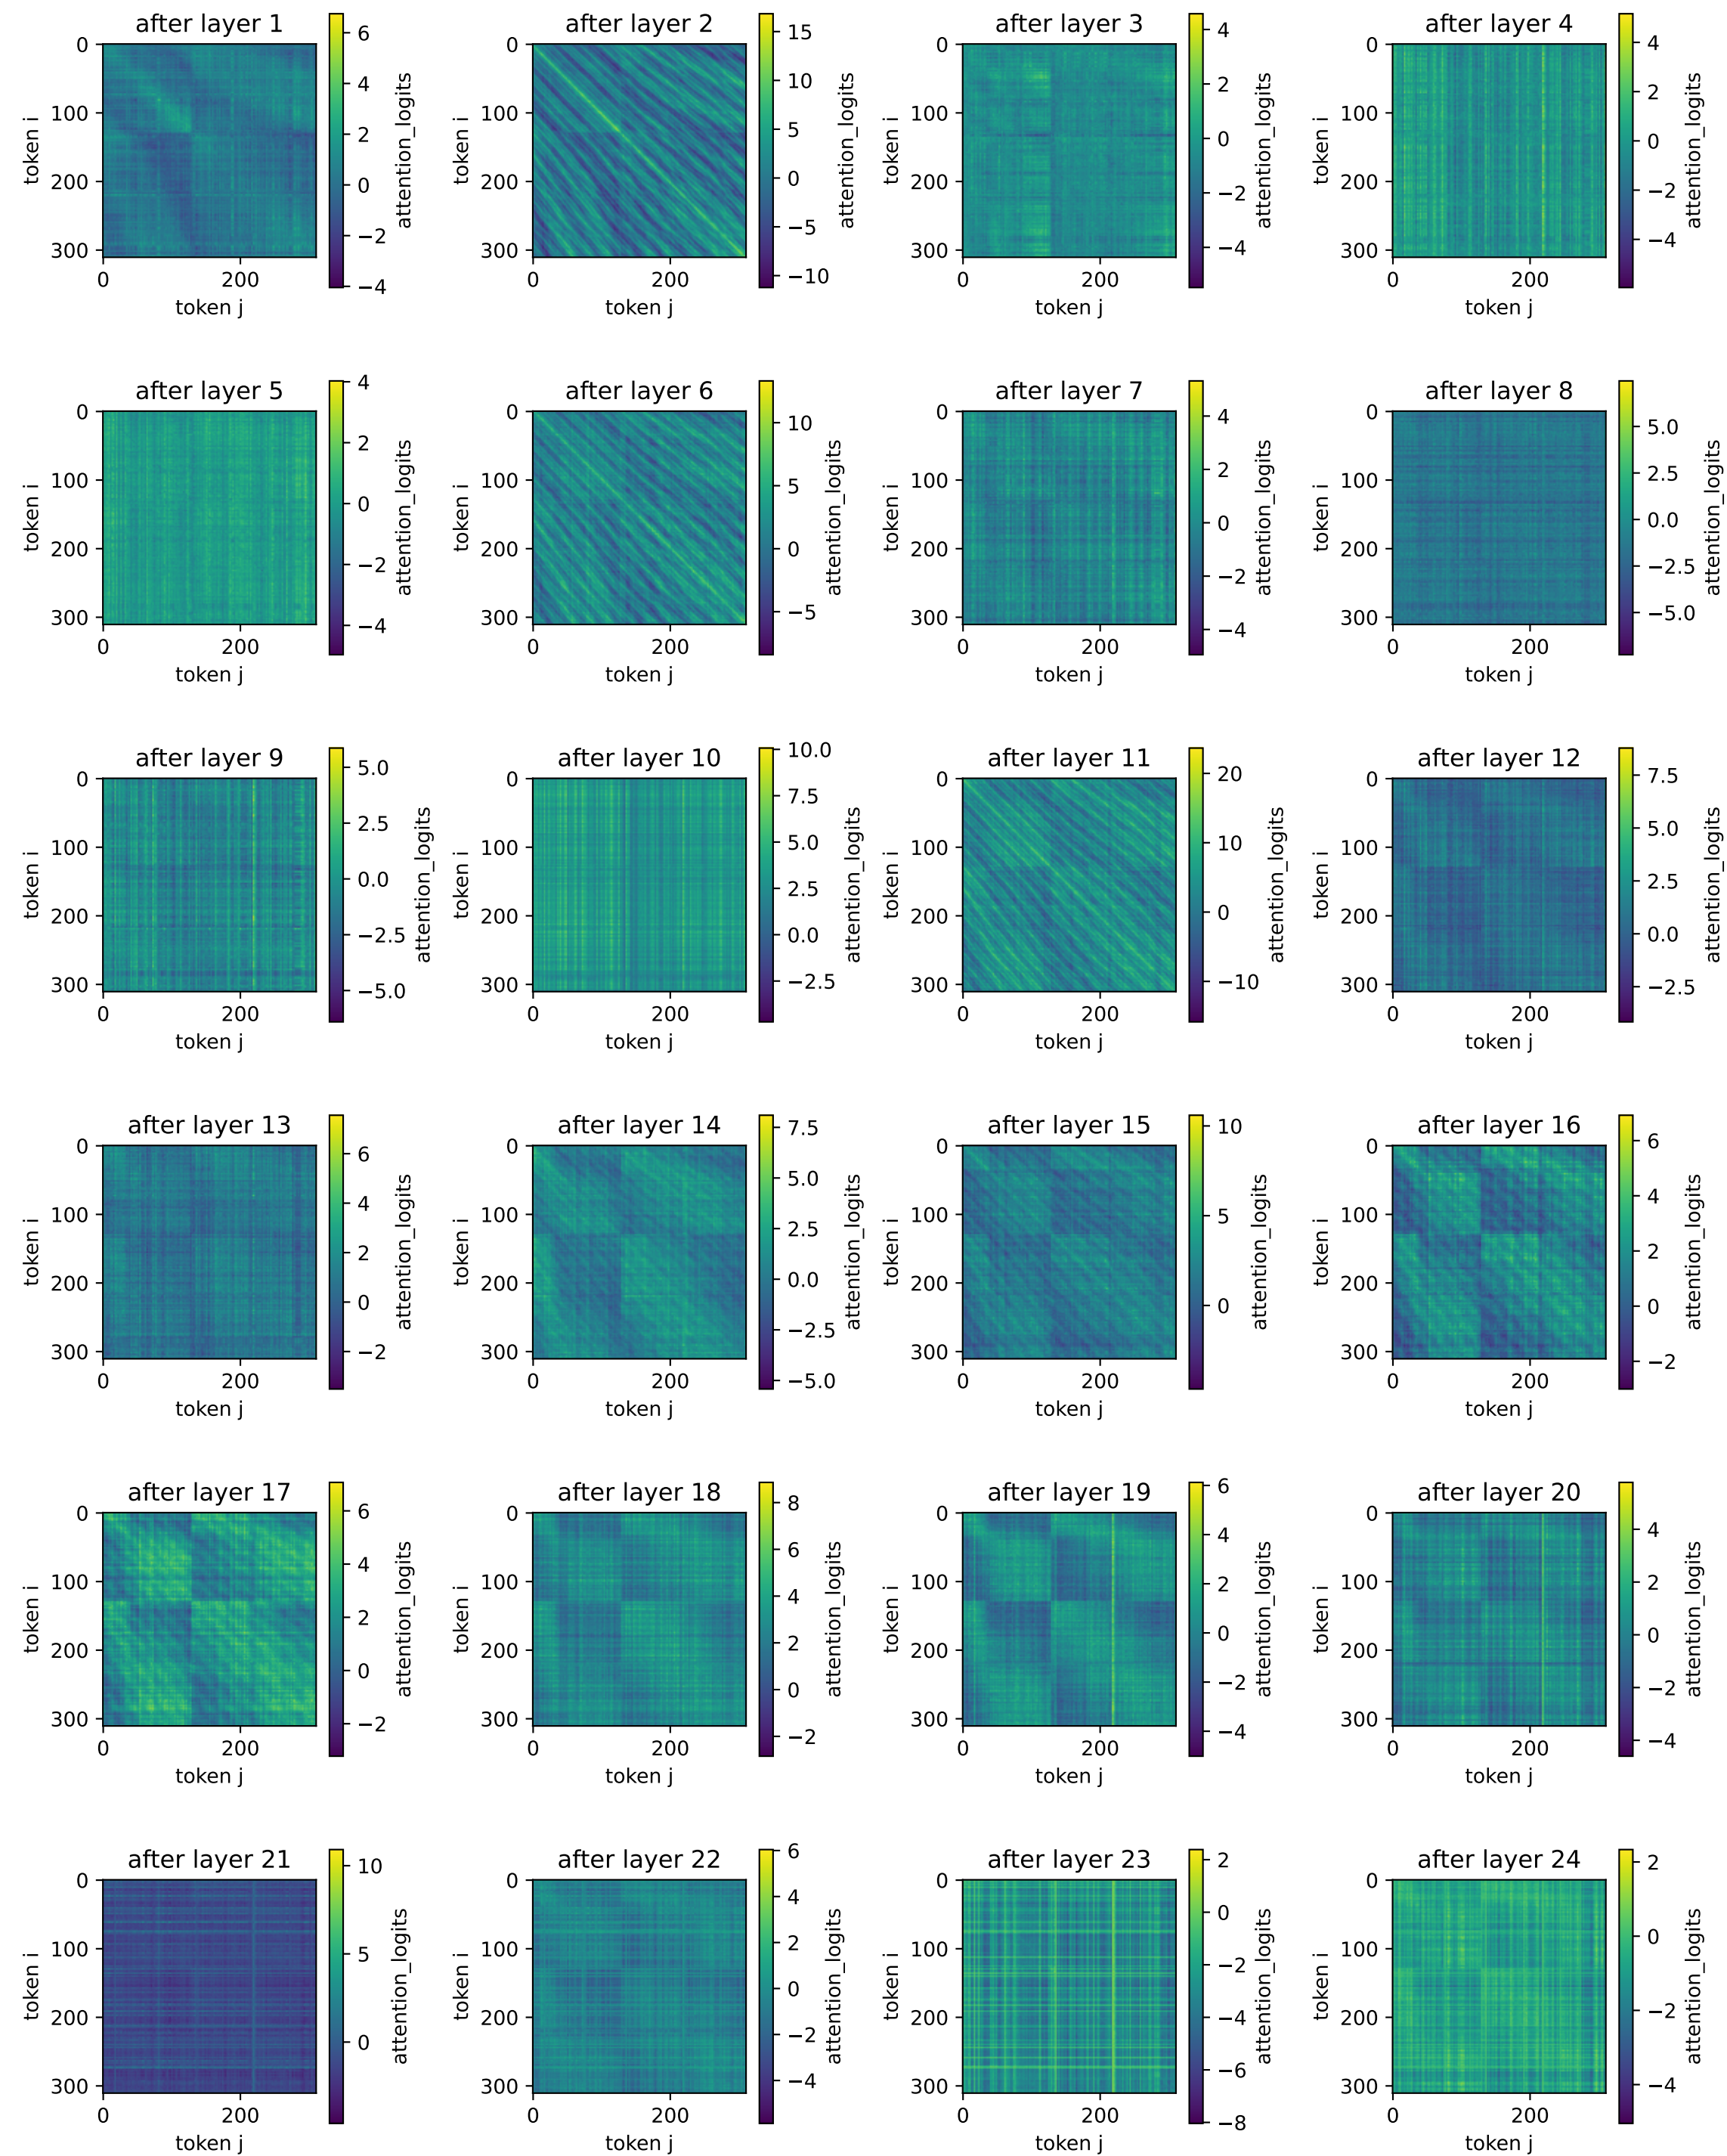 after layer 1
0
100
200
300
token i
0
200
token j
6
4
2
0
−2
−4
attention_logits
after layer 2
0
100
200
300
token i
0
200
token j
15
10
5
0
−5
−10
attention_logits
after layer 3
0
100
200
300
token i
0
200
token j
4
2
0
−2
−4
attention_logits
after layer 4
0
100
200
300
token i
0
200
token j
4
2
0
−2
−4
attention_logits
after layer 5
0
100
200
300
token i
0
200
token j
4
2
0
−2
−4
attention_logits
after layer 6
0
100
200
300
token i
0
200
token j
10
5
0
−5
attention_logits
after layer 7
0
100
200
300
token i
0
200
token j
4
2
0
−2
−4
attention_logits
after layer 8
0
100
200
300
token i
0
200
token j
5.0
2.5
0.0
−2.5
−5.0
attention_logits
after layer 9
0
100
200
300
token i
0
200
token j
5.0
2.5
0.0
−2.5
−5.0
attention_logits
after layer 10
0
100
200
300
token i
0
200
token j
10.0
7.5
5.0
2.5
0.0
−2.5
attention_logits
after layer 11
0
100
200
300
token i
0
200
token j
20
10
0
−10
attention_logits
after layer 12
0
100
200
300
token i
0
200
token j
7.5
5.0
2.5
0.0
−2.5
attention_logits
after layer 13
0
100
200
300
token i
0
200
token j
6
4
2
0
−2
attention_logits
after layer 14
0
100
200
300
token i
0
200
token j
7.5
5.0
2.5
0.0
−2.5
−5.0
attention_logits
after layer 15
0
100
200
300
token i
0
200
token j
10
5
0
attention_logits
after layer 16
0
100
200
300
token i
0
200
token j
6
4
2
0
−2
attention_logits
after layer 17
0
100
200
300
token i
0
200
token j
6
4
2
0
−2
attention_logits
after layer 18
0
100
200
300
token i
0
200
token j
8
6
4
2
0
−2
attention_logits
after layer 19
0
100
200
300
token i
0
200
token j
6
4
2
0
−2
−4
attention_logits
after layer 20
0
100
200
300
token i
0
200
token j
4
2
0
−2
−4
attention_logits
after layer 21
0
100
200
300
token i
0
200
token j
10
5
0
attention_logits
after layer 22
0
100
200
300
token i
0
200
token j
6
4
2
0
−2
−4
attention_logits
after layer 23
0
100
200
300
token i
0
200
token j
2
0
−2
−4
−6
−8
attention_logits
after layer 24
0
100
200
300
token i
0
200
token j
2
0
−2
−4
attention_logits